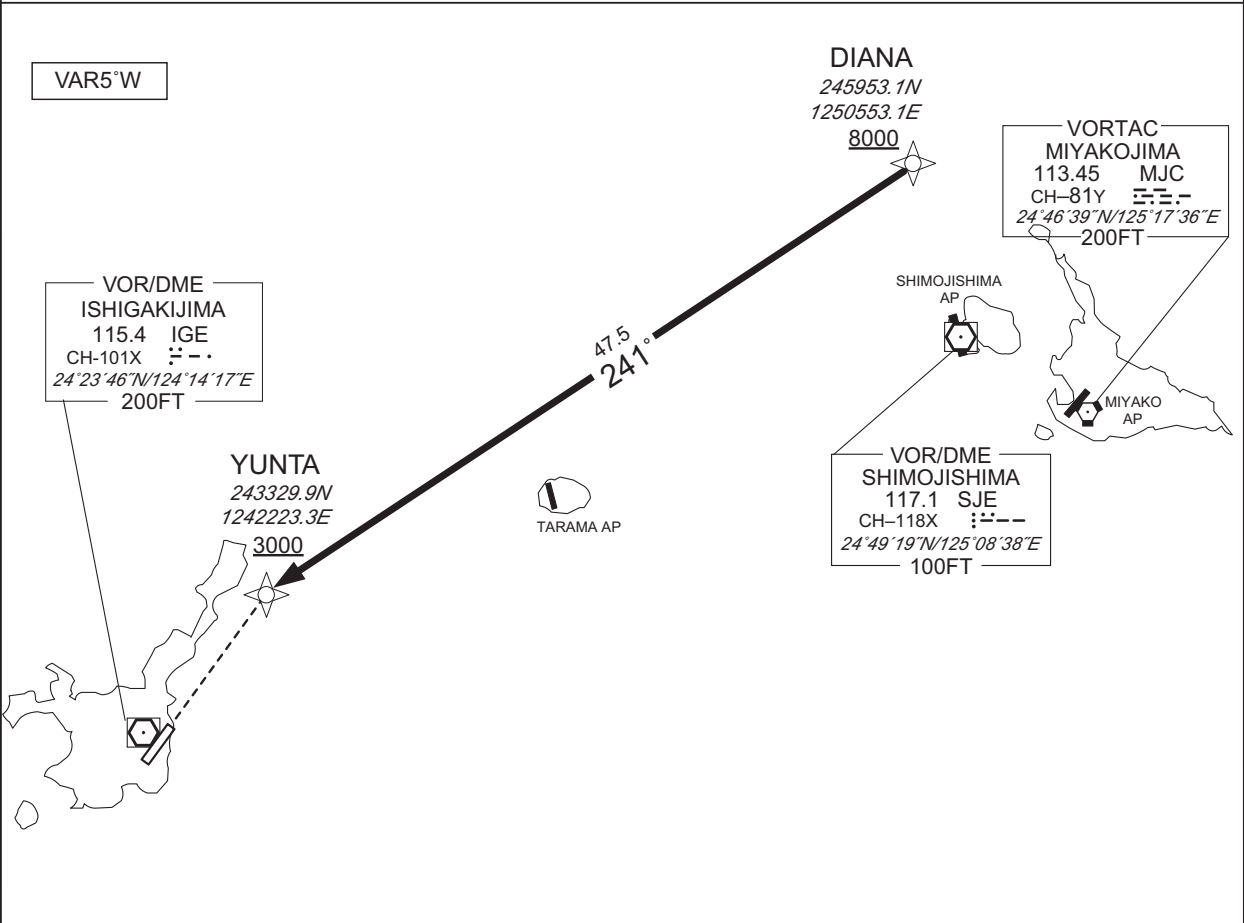 VAR5°W
DIANA
245953.1N
1250553.1E
8000
VORTAC
MIYAKOJIMA
113.45 MJC
CH–81Y
24°46´39˝N/125°17´36˝E
200FT
VOR/DME
ISHIGAKIJIMA
115.4 IGE
CH-101X
24°23´46˝N/124°14´17˝E
200FT
SHIMOJISHIMA
AP
47.5
241°
MIYAKO
AP
YUNTA
243329.9N
1242223.3E
3000
TARAMA AP
VOR/DME
SHIMOJISHIMA
117.1 SJE
CH–118X
24°49´19˝N/125°08´38˝E
100FT